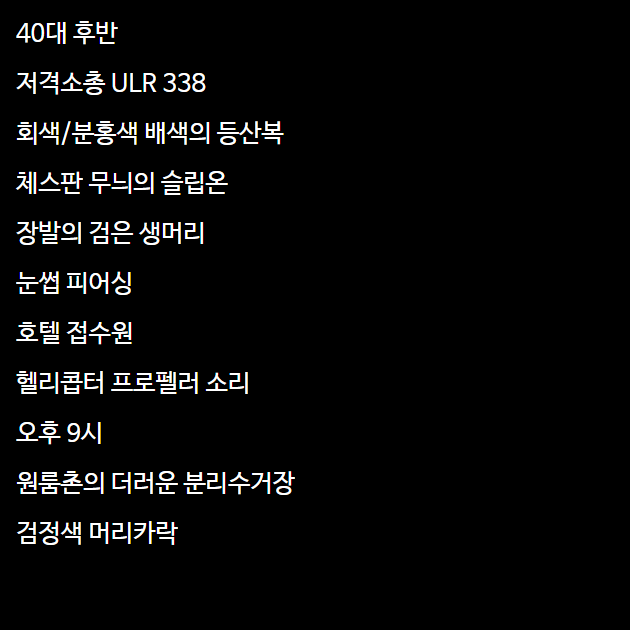 40대 후반
저격소총 ULR 338
회색/분홍색 배색의 등산복
체스판 무늬의 슬립온
장발의 검은 생머리
눈썹 피어싱
호텔 접수원
헬리콥터 프로펠러 소리
오후 9시
원룸촌의 더러운 분리수거장
검정색 머리카락